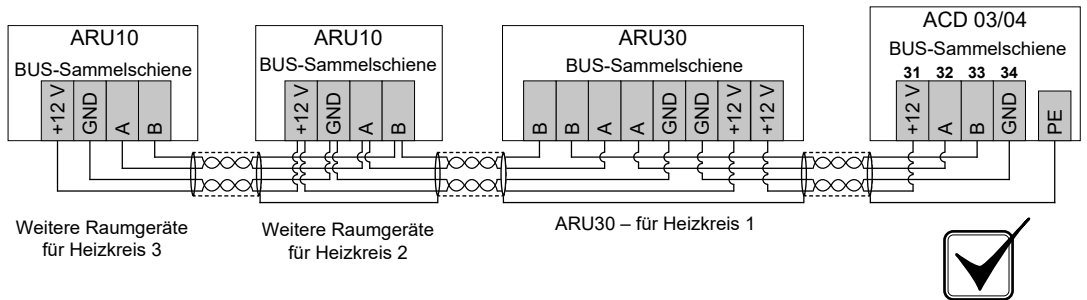 ARU10
BUS-Sammelschiene
+12 V
GND
A
B
ARU10
BUS-Sammelschiene
+12 V
GND
A
B
ARU30
BUS-Sammelschiene
B
B
A
A
GND
GND
+12 V
+12 V
ACD 03/04
BUS-Sammelschiene
31 32 33 34
+12 V
A
B
GND
PE
Weitere Raumgeräte
für Heizkreis 3
Weitere Raumgeräte
für Heizkreis 2
ARU30 – für Heizkreis 1